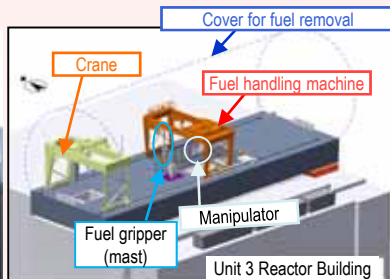 Cover for fuel removal
Crane
Fuel handling machine
Manipulator
Fuel gripper
(mast)
Unit 3 Reactor Building